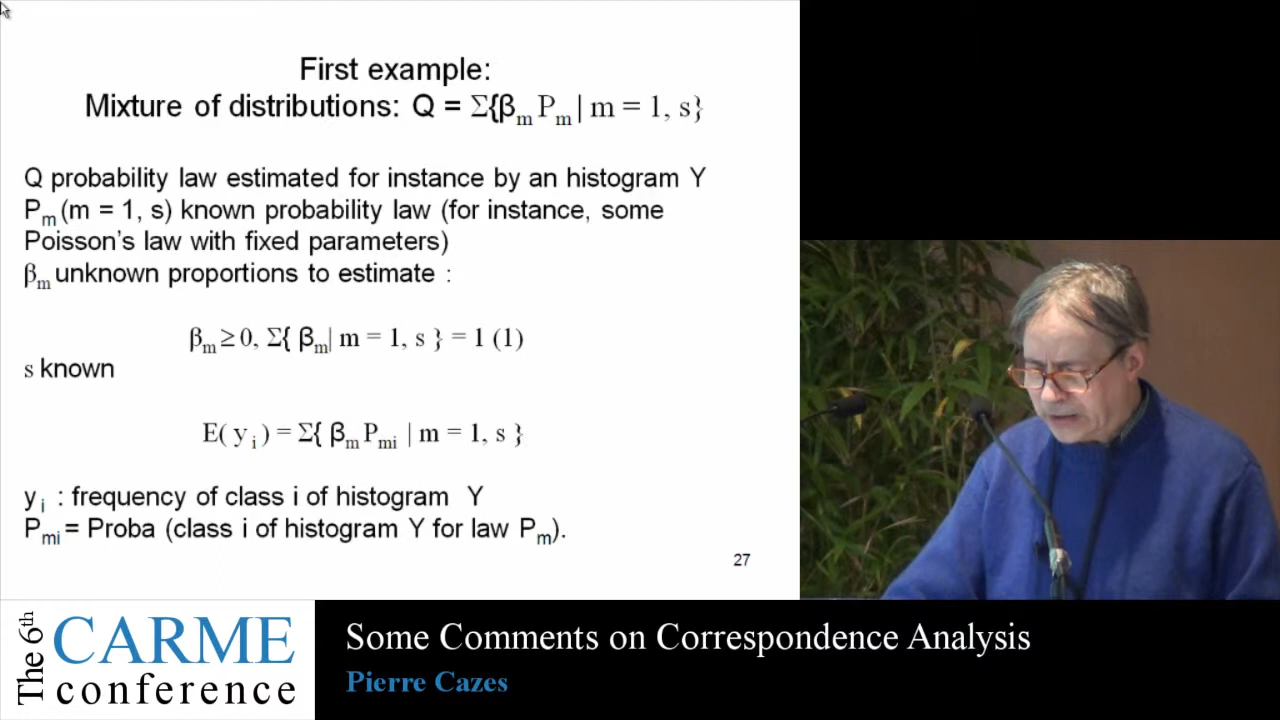 First example:
Mixture of distributions: Q = Σ{βm Pm | m = 1, s}
Q probability law estimated for instance by an histogram Y
Pm (m = 1, s) known probability law (for instance, some
Poisson's law with fixed parameters)
βm unknown proportions to estimate :
βm ≥ 0, Σ{ βm| m = 1, s } = 1 (1)
s known
E( y i ) = Σ{ βm Pmi | m = 1, s }
y i : frequency of class i of histogram Y
Pmi = Proba (class i of histogram Y for law Pm).
27
The 6th
CARME
conference
Some Comments on Correspondence Analysis
Pierre Cazes